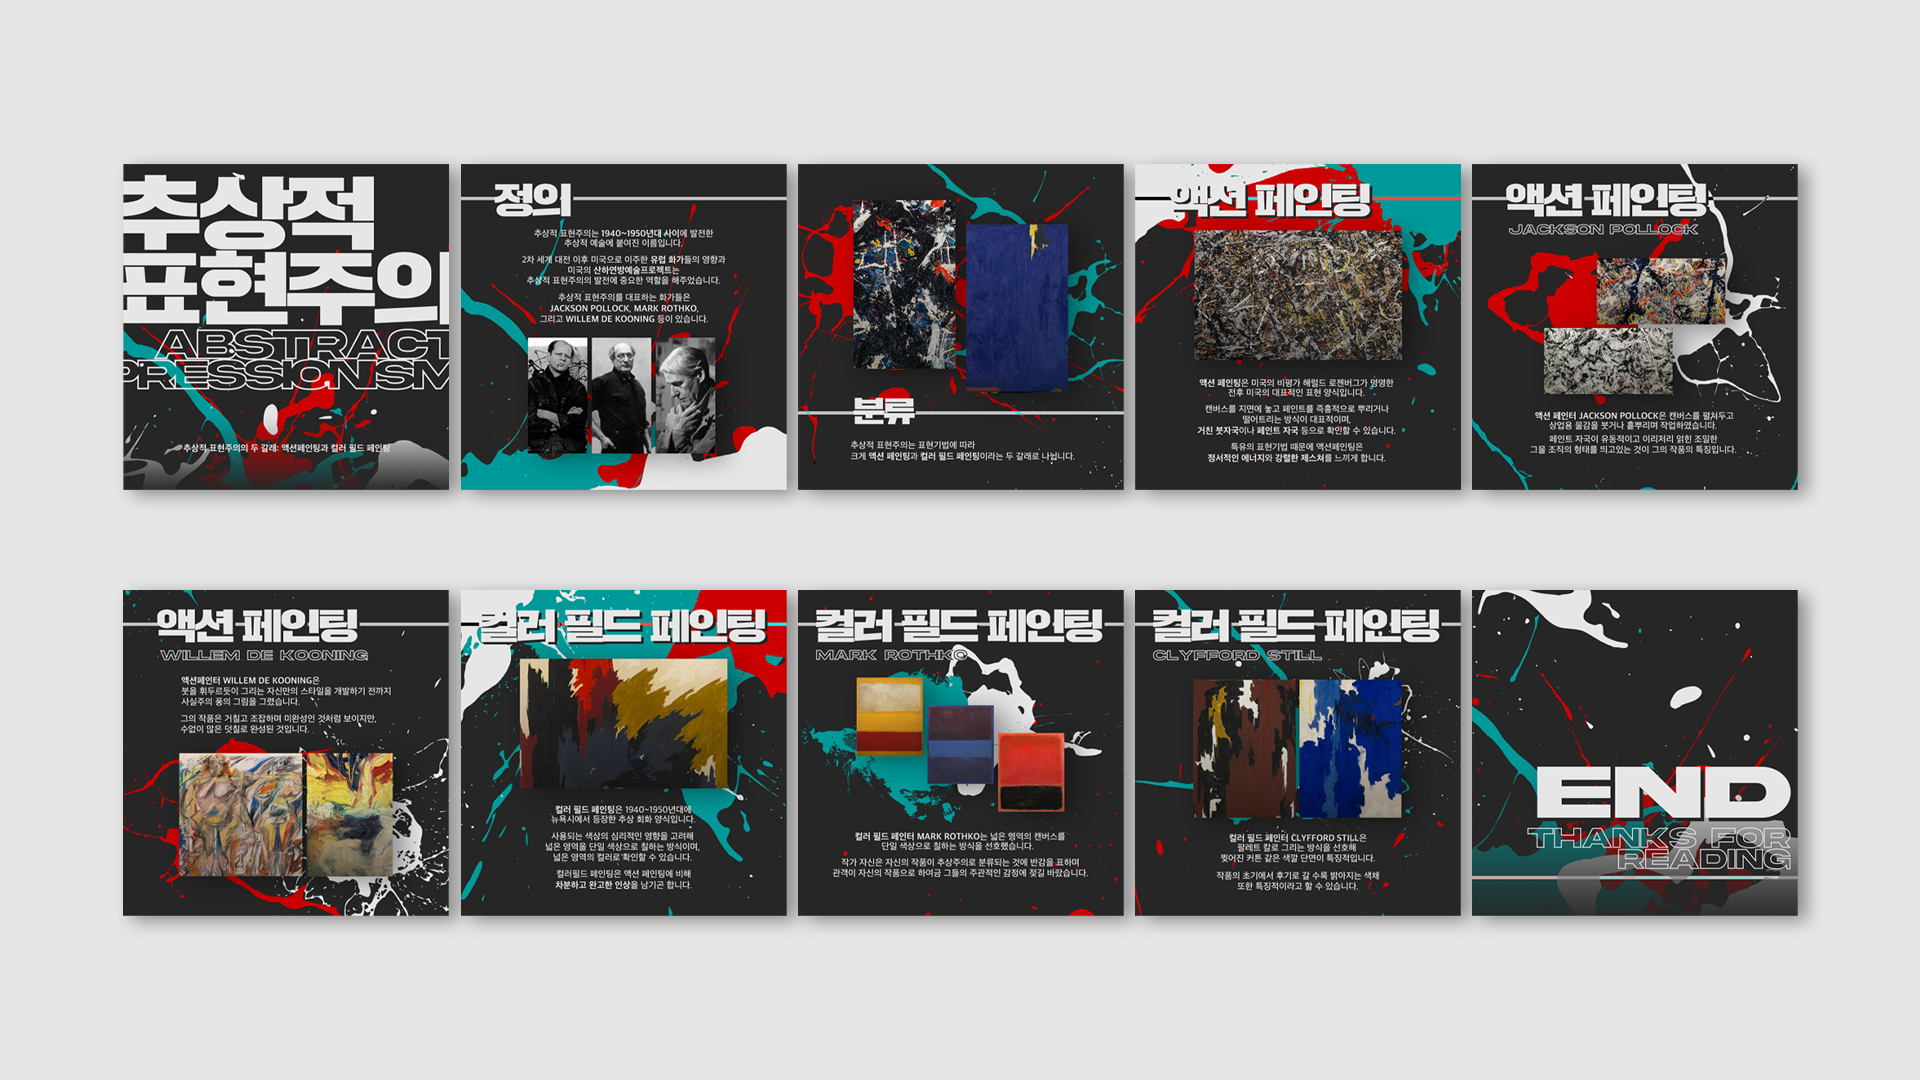 추상적
표현주의
ABSTRACT
PRESSIONISM
추상적 표현주의의 두 갈래: 액션페인팅과 컬러 필드 페인팅
정의
추상적 표현주의는 1940~1950년대 사이에 발전한
추상적 예술에 붙여진 이름입니다.
2차 세계 대전 이후 미국으로 이주한 유럽 화가들의 영향과
미국의 산하연방예술프로젝트는
추상적 표현주의의 발전에 중요한 역할을 해주었습니다.
추상적 표현주의를 대표하는 화가들은
JACKSON POLLOCK, MARK ROTHKO,
그리고 WILLEM DE KOONING 등이 있습니다.
분류
추상적 표현주의는 표현기법에 따라
크게 액션 페인팅과 컬러 필드 페인팅이라는 두 갈래로 나뉩니다.
액션 페인팅
액션 페인팅은 미국의 비평가 해럴드 로젠버그가 명명한
전후 미국의 대표적인 표현 양식입니다.
캔버스를 지면에 놓고 페인트를 즉흥적으로 뿌리거나
떨어트리는 방식이 대표적이며,
거친 붓자국이나 페인트 자국 등으로 확인할 수 있습니다.
특유의 표현기법 때문에 액션페인팅은
정서적인 에너지와 강렬한 제스쳐를 느끼게 합니다.
액션 페인팅
JACKSON POLLOCK
액션 페인터 JACKSON POLLOCK은 캔버스를 펼쳐두고
상업용 물감을 붓거나 흩뿌리며 작업하였습니다.
페인트 자국이 유동적이고 이리저리 얽힌 조밀한
그물 조직의 형태를 띄고있는 것이 그의 작품의 특징입니다.
액션 페인팅
WILLEM DE KOONING
액션페인터 WILLEM DE KOONING은
붓을 휘두르듯이 그리는 자신만의 스타일을 개발하기 전까지
사실주의 풍의 그림을 그렸습니다.
그의 작품은 거칠고 조잡하며 미완성인 것처럼 보이지만,
수없이 많은 덧칠로 완성된 것입니다.
컬러 필드 페인팅
컬러 필드 페인팅은 1940~1950년대에
뉴욕시에서 등장한 추상 회화 양식입니다.
사용되는 색상의 심리적인 영향을 고려해
넓은 영역을 단일 색상으로 칠하는 방식이며,
넓은 영역의 컬러로 확인할 수 있습니다.
컬러필드 페인팅은 액션 페인팅에 비해
차분하고 완고한 인상을 남기곤 합니다.
컬러 필드 페인팅
MARK ROTHKO
컬러 필드 페인터 MARK ROTHKO는 넓은 영역의 캔버스를
단일 색상으로 칠하는 방식을 선호했습니다.
작가 자신은 자신의 작품이 추상주의로 분류되는 것에 반감을 표하며
관객이 자신의 작품으로 하여금 그들의 주관적인 감정에 젖길 바랐습니다.
컬러 필드 페인팅
CLYFFORD STILL
컬러 필드 페인터 CLYFFORD STILL은
팔레트 칼로 그리는 방식을 선호해
찢어진 커튼 같은 색깔 단면이 특징적입니다.
작품의 초기에서 후기로 갈 수록 밝아지는 색채
또한 특징적이라고 할 수 있습니다.
END
THANKS FOR
READING